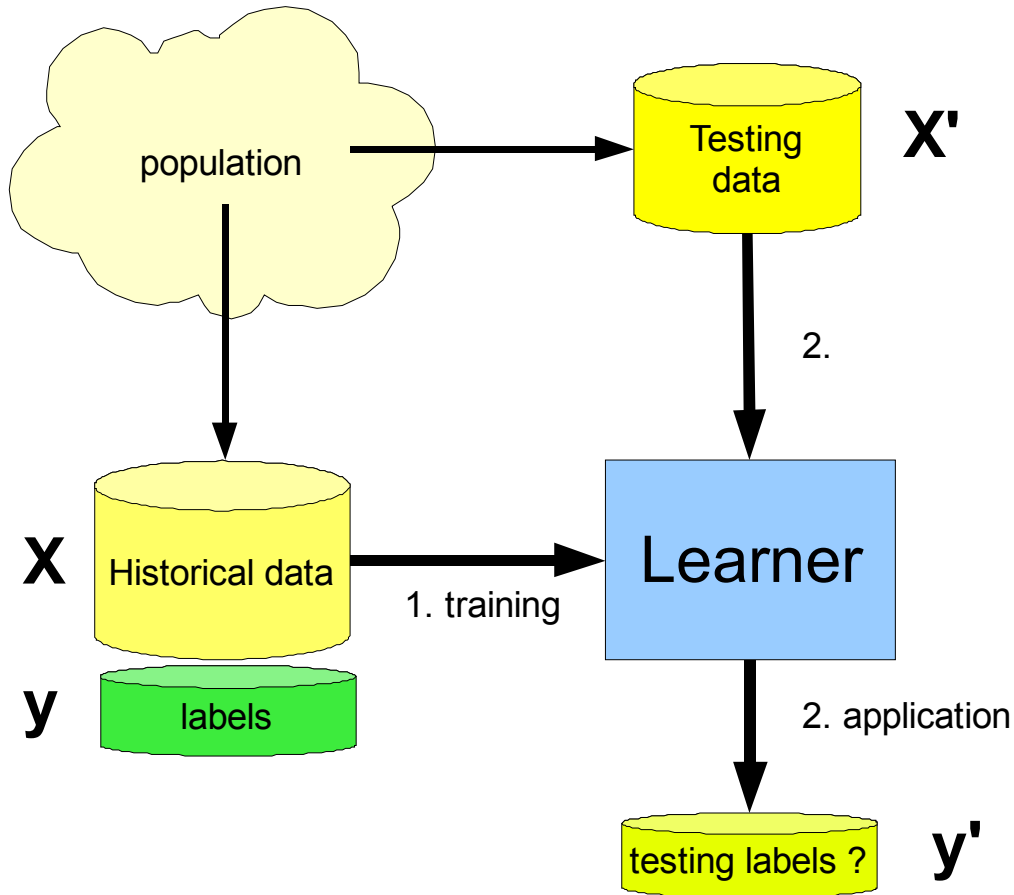 population
Testing
data
X'
2.
X
Historical data
1. training
Learner
y
labels
2. application
testing labels ?
y'